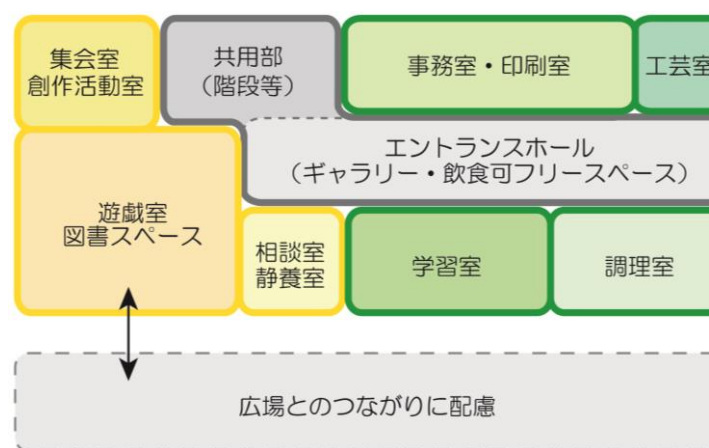 集会室
創作活動室
共用部
（階段等）
事務室・印刷室
工芸室
エントランスホール
（ギャラリー・飲食可フリースペース）
遊戯室
図書スペース
相談室
静養室
学習室
調理室
広場とのつながりに配慮